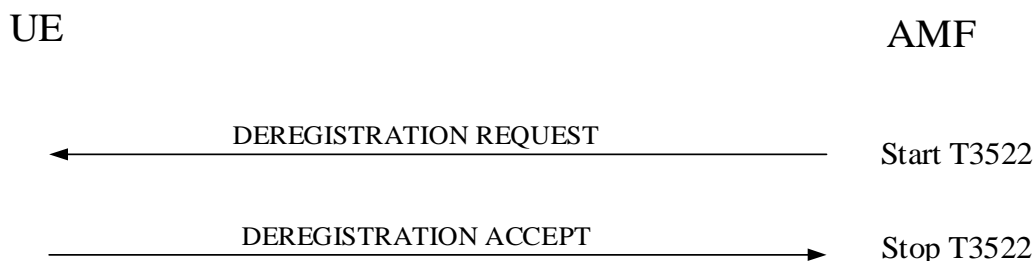 UE
AMF
DEREGISTRATION REQUEST
Start T3522
DEREGISTRATION ACCEPT
Stop T3522